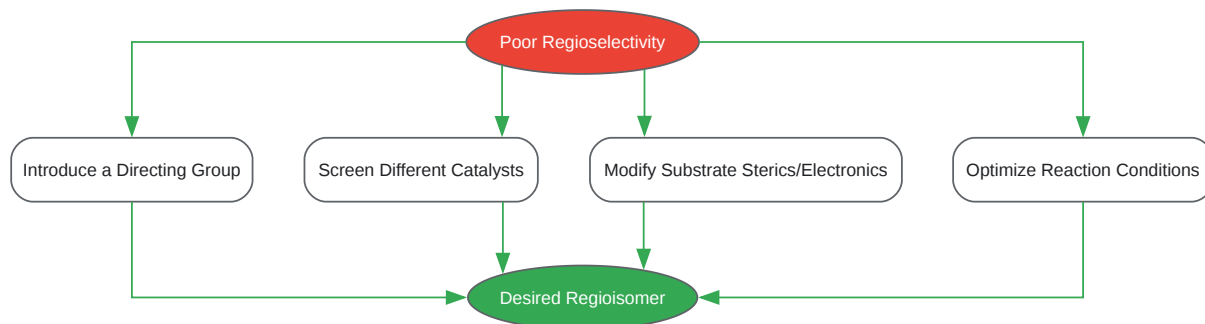 Poor Regioselectivity
Introduce a Directing Group
Screen Different Catalysts
Modify Substrate Sterics/Electronics
Optimize Reaction Conditions
Desired Regioisomer